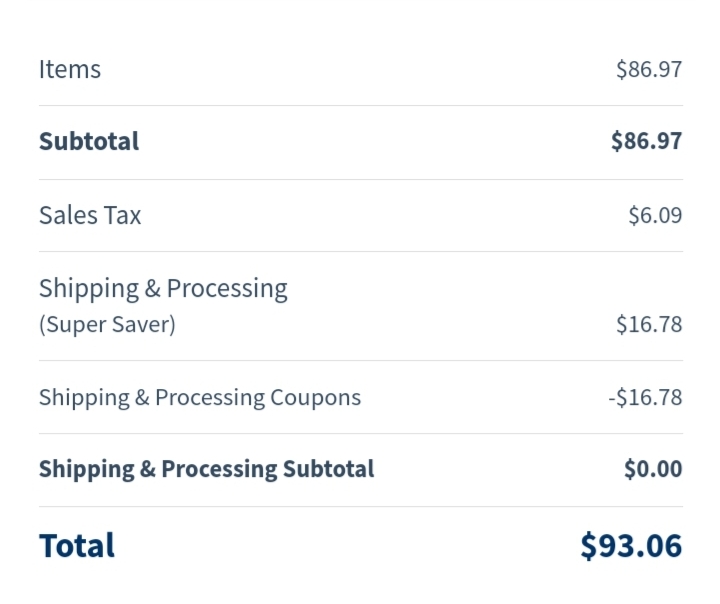 Items $86.97
Subtotal $86.97
Sales Tax $6.09
Shipping & Processing
(Super Saver) $16.78
Shipping & Processing Coupons -$16.78
Shipping & Processing Subtotal $0.00
Total $93.06